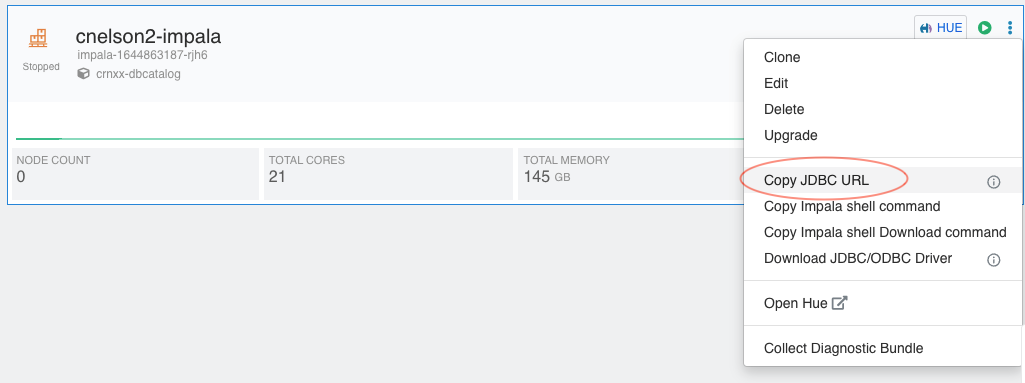 cnelson2-impala
impala-1644863187-rjh6
Stopped
crnxx-dbcatalog
HUE
NODE COUNT
0
TOTAL CORES
21
TOTAL MEMORY
145 GB
Clone
Edit
Delete
Upgrade
Copy JDBC URL
Copy Impala shell command
Copy Impala shell Download command
Download JDBC/ODBC Driver
Open Hue
Collect Diagnostic Bundle